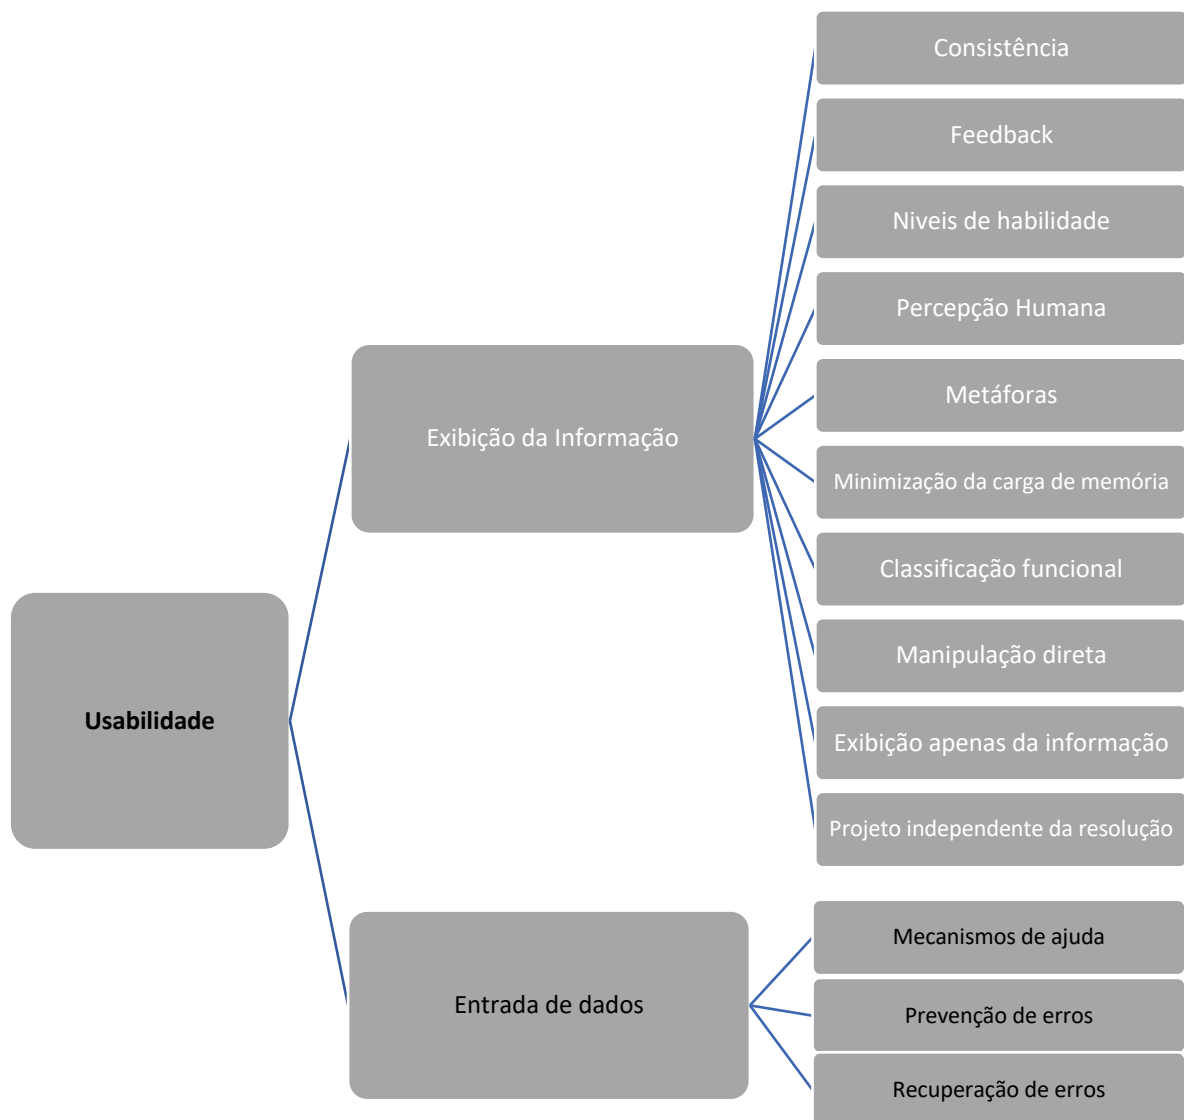 Consistência
Feedback
Niveis de habilidade
Percepção Humana
Metáforas
Exibição da Informação
Minimização da carga de memória
Classificação funcional
Manipulação direta
Usabilidade
Exibição apenas da informação
Projeto independente da resolução
Mecanismos de ajuda
Entrada de dados
Prevenção de erros
Recuperação de erros